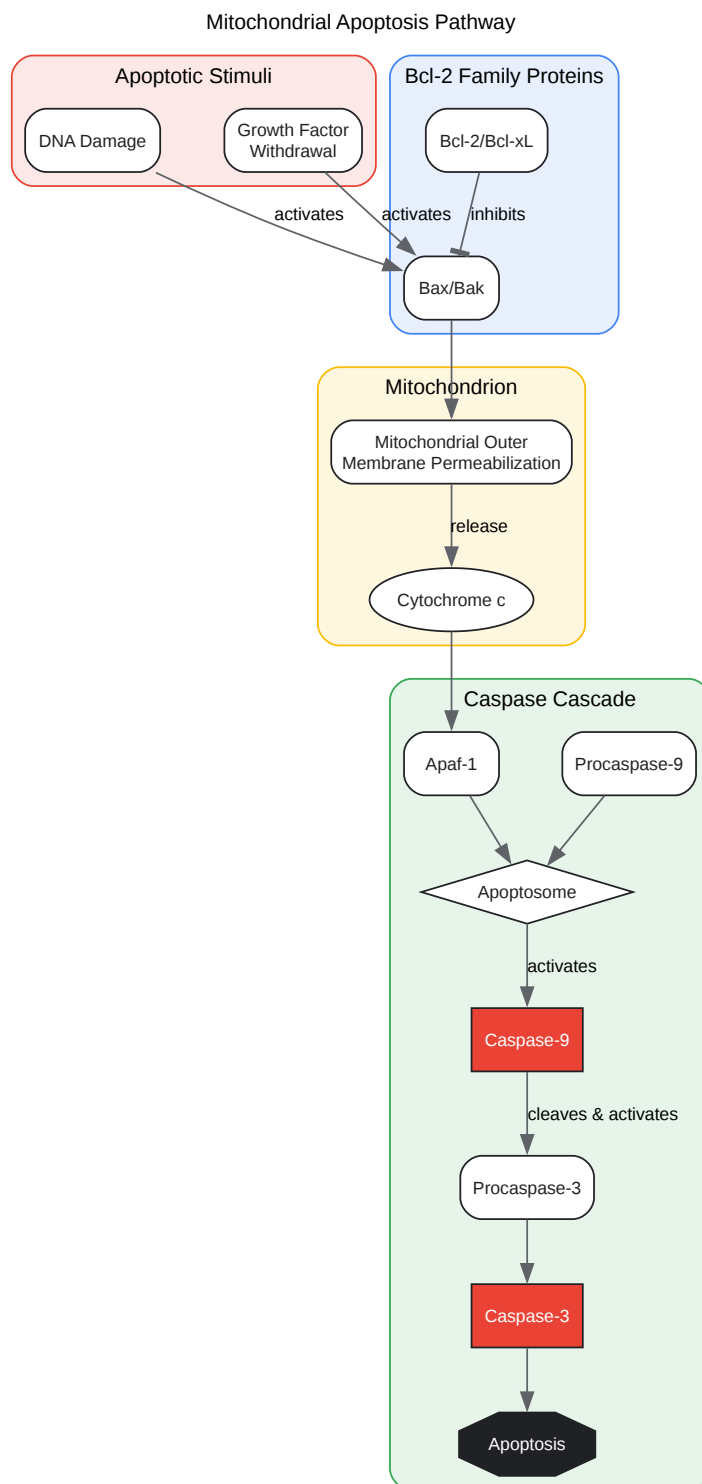 Mitochondrial Apoptosis Pathway
Apoptotic Stimuli
Bcl-2 Family Proteins
DNA Damage
Growth Factor
Withdrawal
Bcl-2/Bcl-xL
activates
activates
inhibits
Bax/Bak
Mitochondrion
Mitochondrial Outer
Membrane Permeabilization
release
Cytochrome c
Caspase Cascade
Apaf-1
Procaspase-9
Apoptosome
activates
Caspase-9
cleaves & activates
Procaspase-3
Caspase-3
Apoptosis